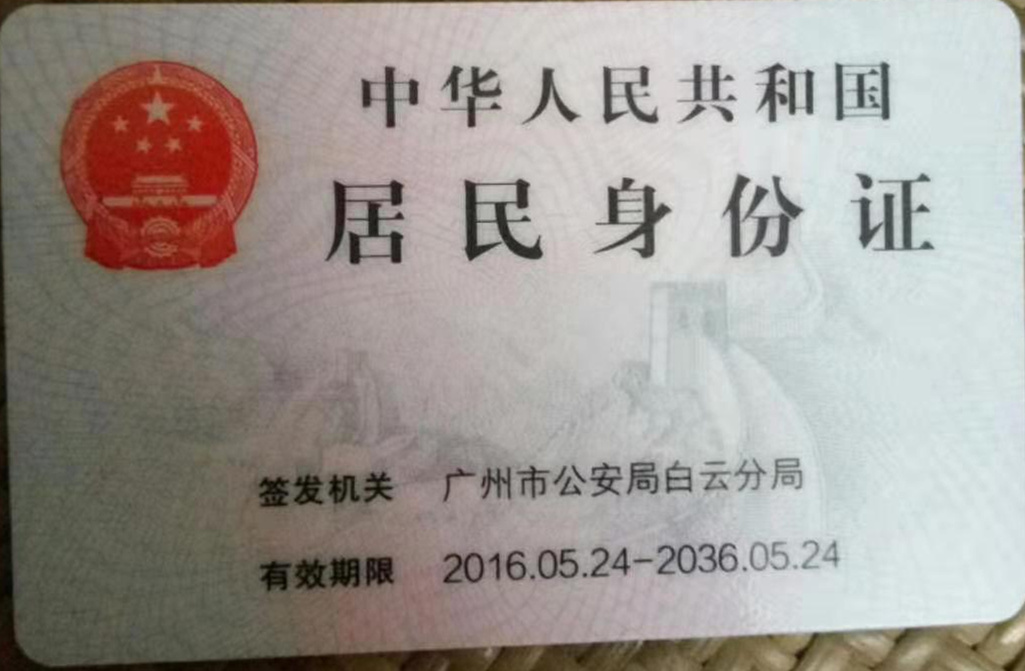 中华人民共和国
居民身份证
签发机关 广州市公安局白云分局
有效期限 2016.05.24-2036.05.24